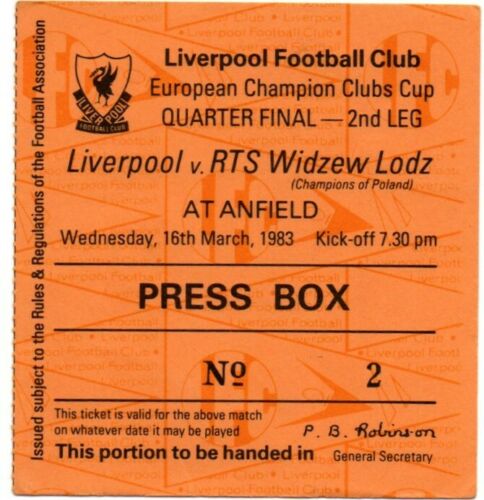 Issued subject to the Rules & Regulations of the Football Association
LIVERPOOL
FOOTBALL CLUB
Liverpool Football Club
European Champion Clubs Cup
QUARTER FINAL — 2nd LEG
Liverpool v. RTS Widzew Lodz
(Champions of Poland)
AT ANFIELD
Wednesday, 16th March, 1983 Kick-off 7.30 pm
PRESS BOX
Nº 2
This ticket is valid for the above match
on whatever date it may be played
P. B. Robinson
This portion to be handed in General Secretary